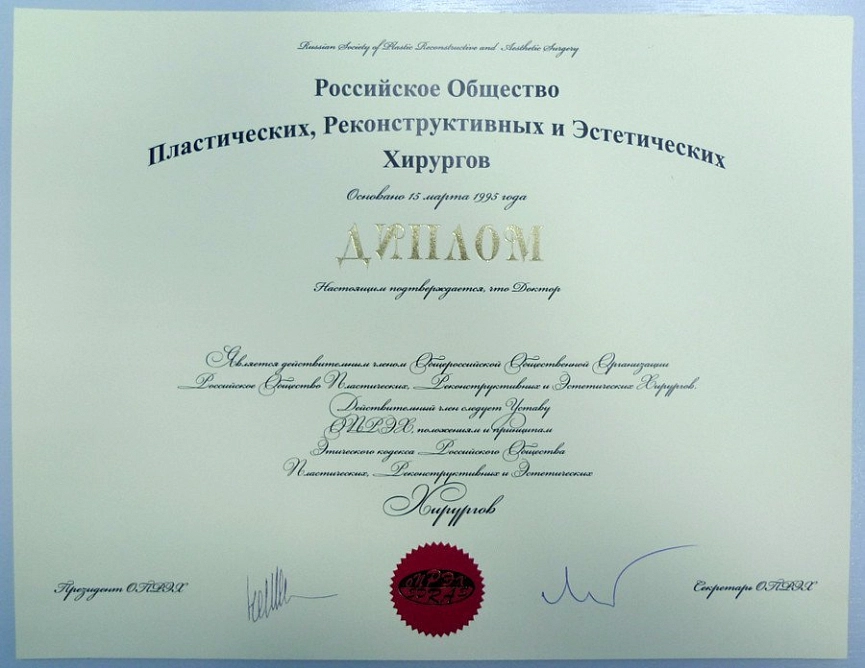 Russian Society of Plastic Reconstructive and Aesthetic Surgery
Российское Общество
Пластических, Реконструктивных и Эстетических
Хирургов
Основано 15 марта 1995 года
ДИПЛОМ
Настоящим подтверждается, что Доктор
Является действительным членом Общероссийской Общественной Организации
Российское Общество Пластических, Реконструктивных и Эстетических Хирургов.
Действительный член следует Уставу
ОПРЭХ, положениям и принципам
Этического кодекса Российского Общества
Пластических, Реконструктивных и Эстетических
Хирургов
Президент ОПРЭХ
Секретарь ОПРЭХ